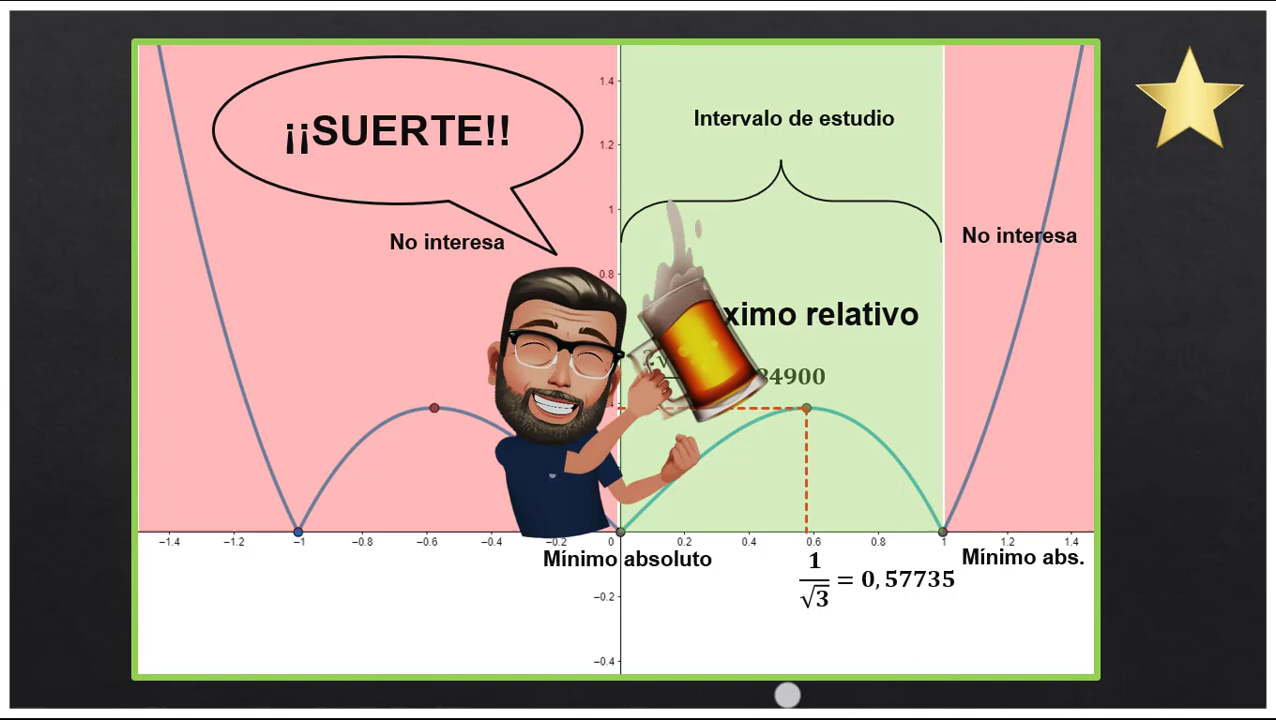 ¡¡SUERTE!!
Intervalo de estudio
No interesa
No interesa
ximo relativo
24900
1.4
1.2
1
0.8
−1.4
−1.2
−1
−0.8
−0.6
−0.4
−0.2
0
0.2
0.4
0.6
0.8
1
1.2
1.4
Mínimo absoluto
Mínimo abs.
1/√3 = 0,57735
−0.2
−0.4